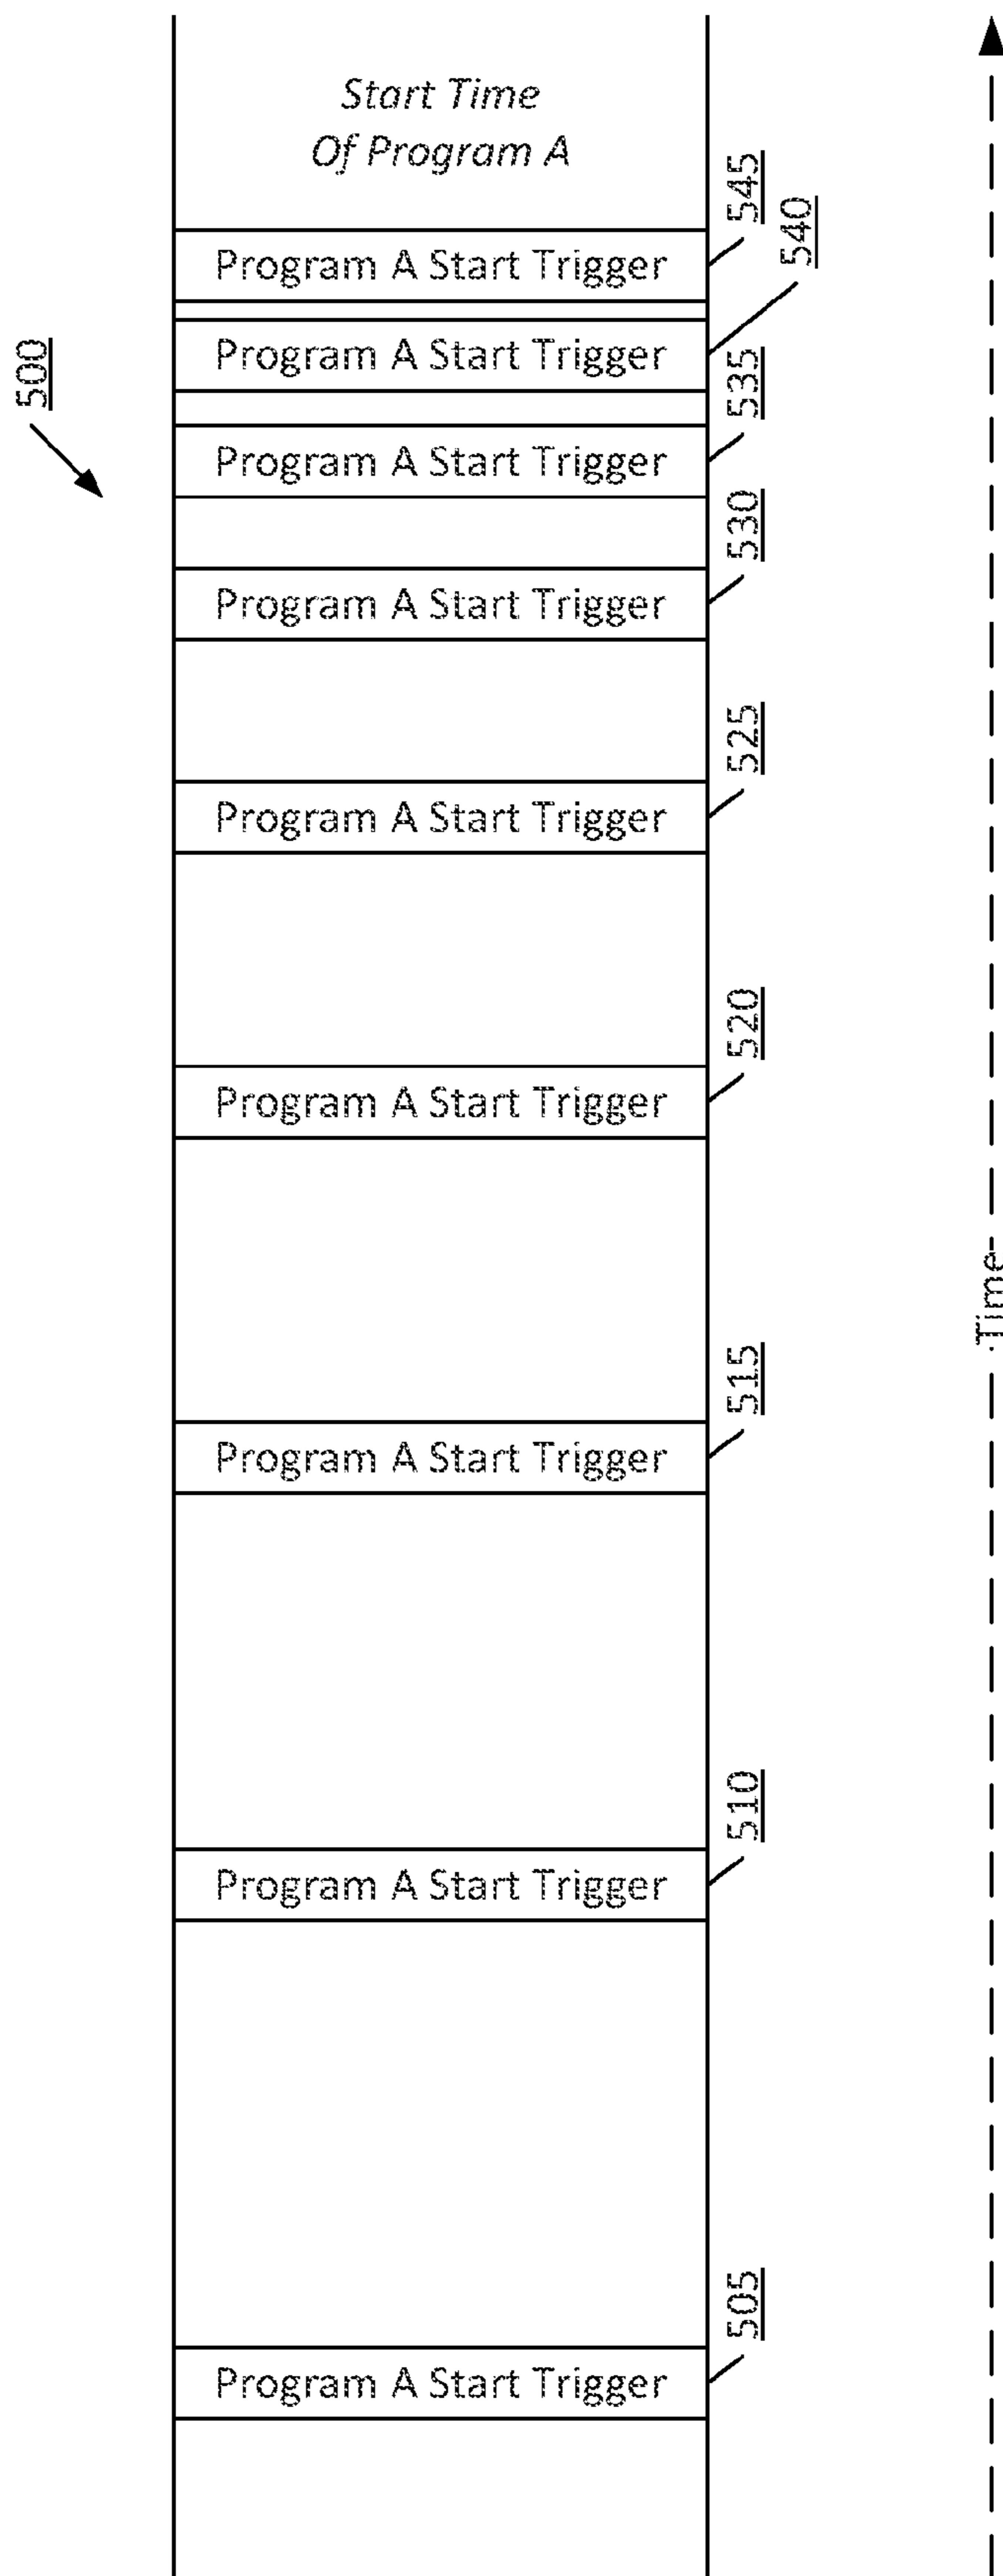 Start Time
Of Program A
545
Program A Start Trigger
540
Program A Start Trigger
500
535
Program A Start Trigger
530
Program A Start Trigger
525
Program A Start Trigger
520
Program A Start Trigger
Time
515
Program A Start Trigger
510
Program A Start Trigger
505
Program A Start Trigger